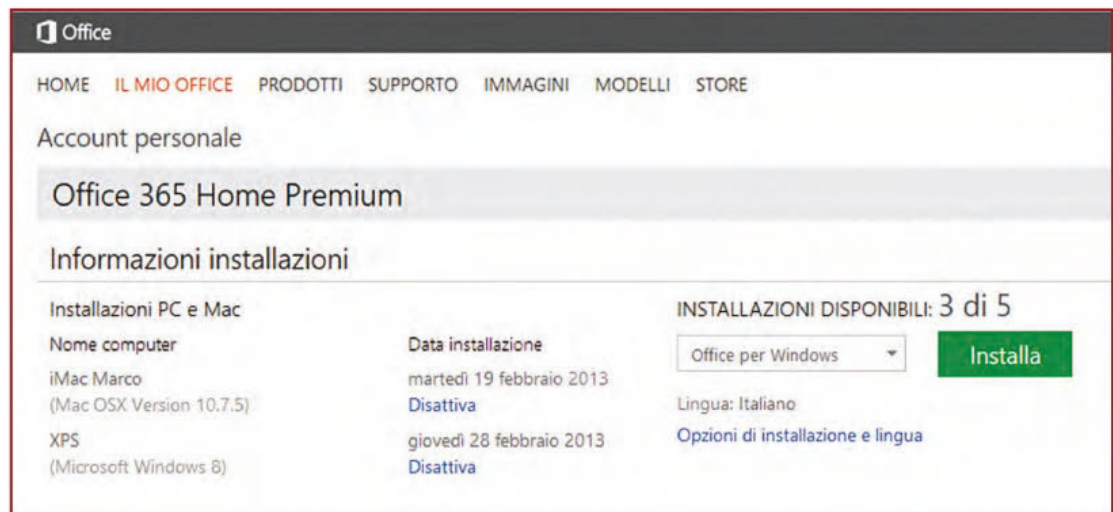 Office
HOME IL MIO OFFICE PRODOTTI SUPPORTO IMMAGINI MODELLI STORE
Account personale
Office 365 Home Premium
Informazioni installazioni
Installazioni PC e Mac
Nome computer
Data installazione
iMac Marco
(Mac OSX Version 10.7.5)
martedì 19 febbraio 2013
Disattiva
XPS
(Microsoft Windows 8)
giovedì 28 febbraio 2013
Disattiva
INSTALLAZIONI DISPONIBILI: 3 di 5
Office per Windows
Installa
Lingua: Italiano
Opzioni di installazione e lingua